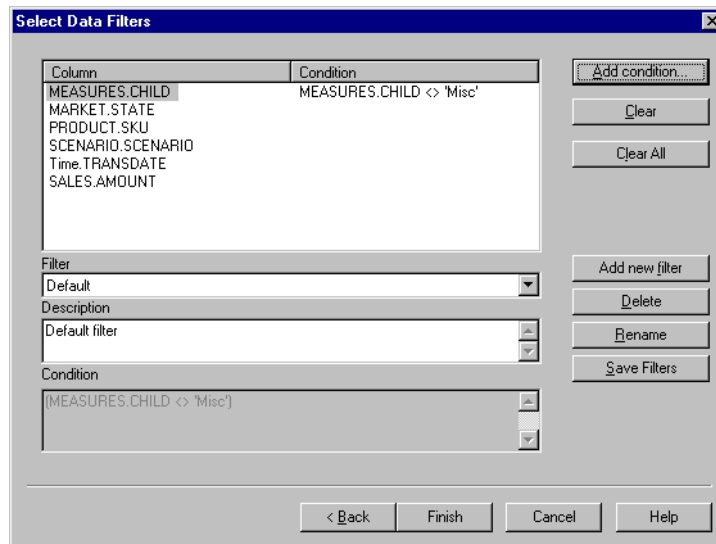 Select Data Filters
Column Condition
MEASURES.CHILD MEASURES.CHILD <> 'Misc'
MARKET.STATE
PRODUCT.SKU
SCENARIO.SCENARIO
Time.TRANSDATE
SALES.AMOUNT
Add condition...
Clear
Clear All
Filter
Default
Description
Default filter
Condition
(MEASURES.CHILD <> 'Misc')
Add new filter
Delete
Rename
Save Filters
< Back Finish Cancel Help